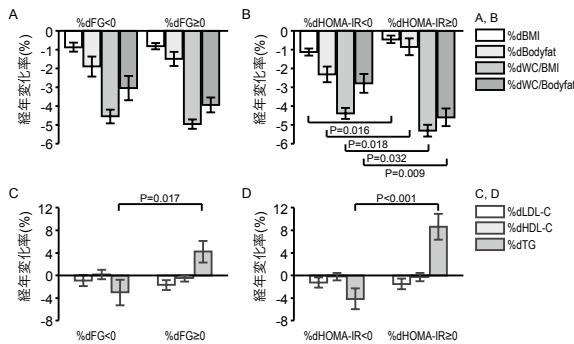 A
%dFG<0
%dFG≥0
経年変化率(%)
0
-1
-2
-3
-4
-5
-6
B
%dHOMA-IR<0
%dHOMA-IR≥0
経年変化率(%)
0
-1
-2
-3
-4
-5
-6
P=0.016
P=0.018
P=0.032
P=0.009
A, B
%dBMI
%dBodyfat
%dWC/BMI
%dWC/Bodyfat
C
P=0.017
経年変化率(%)
12
8
4
0
-4
-8
%dFG<0
%dFG≥0
D
P<0.001
経年変化率(%)
12
8
4
0
-4
-8
%dHOMA-IR<0
%dHOMA-IR≥0
C, D
%dLDL-C
%dHDL-C
%dTG